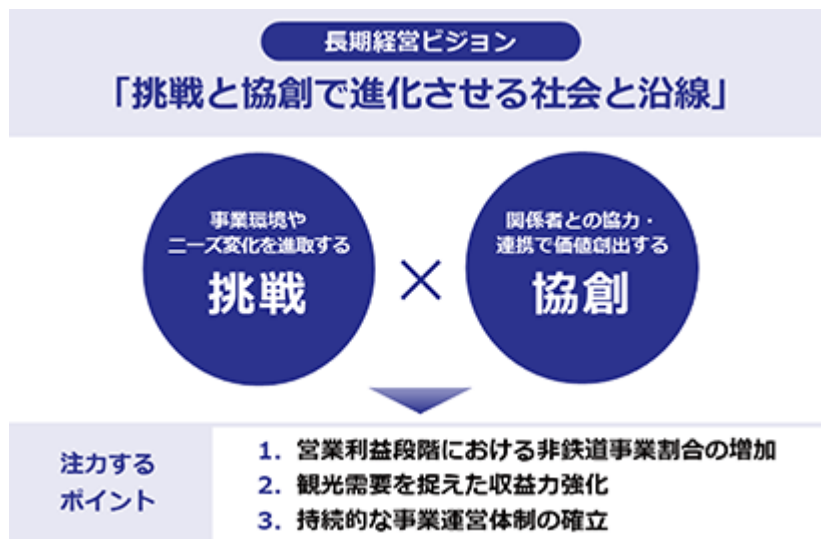 長期経営ビジョン
「挑戦と協創で進化させる社会と沿線」
事業環境や
ニーズ変化を進取する
挑戦
×
関係者との協力・
連携で価値創出する
協創
注力する
ポイント
1. 営業利益段階における非鉄道事業割合の増加
2. 観光需要を捉えた収益力強化
3. 持続的な事業運営体制の確立